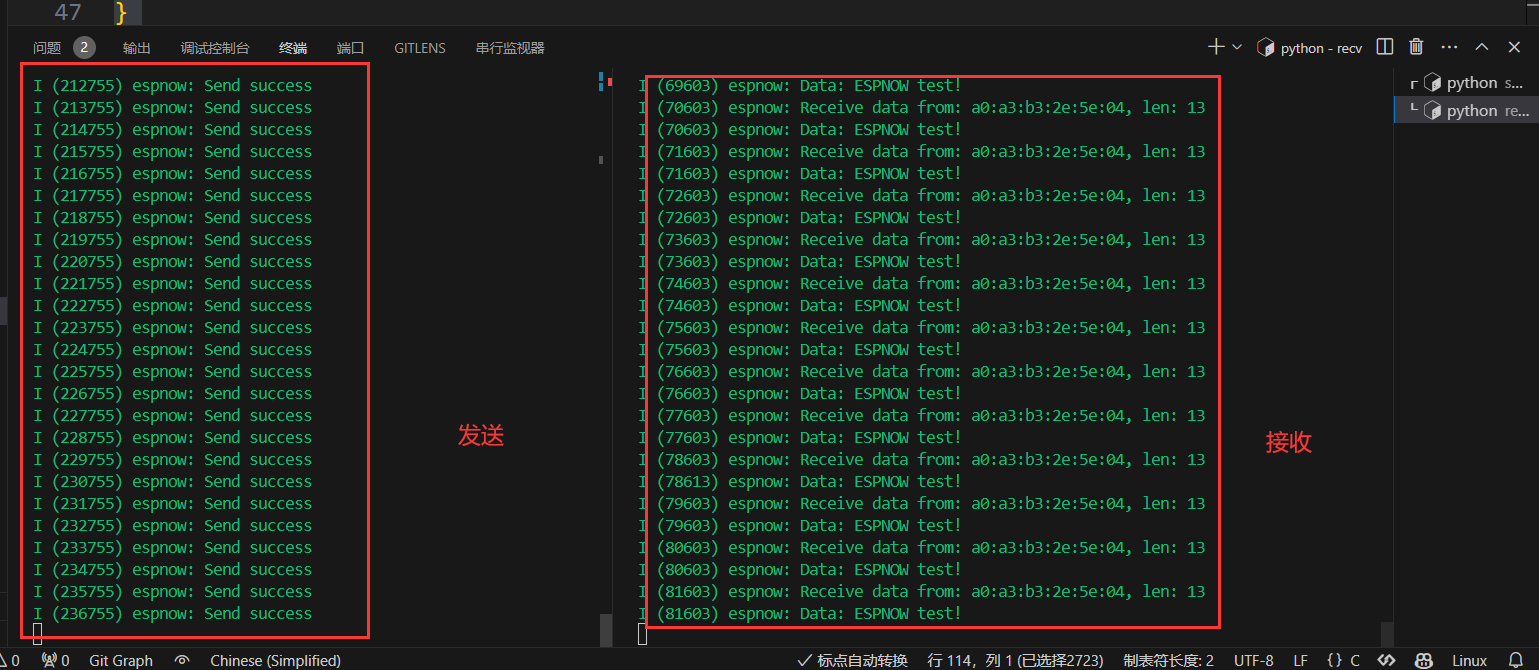 47 }
问题 2 输出 调试控制台 终端 端口 GITLENS 串行监视器 python - recv
I (212755) espnow: Send success
I (213755) espnow: Send success
I (214755) espnow: Send success
I (215755) espnow: Send success
I (216755) espnow: Send success
I (217755) espnow: Send success
I (218755) espnow: Send success
I (219755) espnow: Send success
I (220755) espnow: Send success
I (221755) espnow: Send success
I (222755) espnow: Send success
I (223755) espnow: Send success
I (224755) espnow: Send success
I (225755) espnow: Send success
I (226755) espnow: Send success
I (227755) espnow: Send success
I (228755) espnow: Send success
I (229755) espnow: Send success
I (230755) espnow: Send success
I (231755) espnow: Send success
I (232755) espnow: Send success
I (233755) espnow: Send success
I (234755) espnow: Send success
I (235755) espnow: Send success
I (236755) espnow: Send success
发送
I (69603) espnow: Data: ESPNOW test!
I (70603) espnow: Receive data from: a0:a3:b3:2e:5e:04, len: 13
I (70603) espnow: Data: ESPNOW test!
I (71603) espnow: Receive data from: a0:a3:b3:2e:5e:04, len: 13
I (71603) espnow: Data: ESPNOW test!
I (72603) espnow: Receive data from: a0:a3:b3:2e:5e:04, len: 13
I (72603) espnow: Data: ESPNOW test!
I (73603) espnow: Receive data from: a0:a3:b3:2e:5e:04, len: 13
I (73603) espnow: Data: ESPNOW test!
I (74603) espnow: Receive data from: a0:a3:b3:2e:5e:04, len: 13
I (74603) espnow: Data: ESPNOW test!
I (75603) espnow: Receive data from: a0:a3:b3:2e:5e:04, len: 13
I (75603) espnow: Data: ESPNOW test!
I (76603) espnow: Receive data from: a0:a3:b3:2e:5e:04, len: 13
I (76603) espnow: Data: ESPNOW test!
I (77603) espnow: Receive data from: a0:a3:b3:2e:5e:04, len: 13
I (77603) espnow: Data: ESPNOW test!
I (78603) espnow: Receive data from: a0:a3:b3:2e:5e:04, len: 13
I (78613) espnow: Data: ESPNOW test!
I (79603) espnow: Receive data from: a0:a3:b3:2e:5e:04, len: 13
I (79603) espnow: Data: ESPNOW test!
I (80603) espnow: Receive data from: a0:a3:b3:2e:5e:04, len: 13
I (80603) espnow: Data: ESPNOW test!
I (81603) espnow: Receive data from: a0:a3:b3:2e:5e:04, len: 13
I (81603) espnow: Data: ESPNOW test!
接收
python s...
python re...
0 0 Git Graph Chinese (Simplified) 标点自动转换 行 114，列 1 (已选择2723) 制表符长度: 2 UTF-8 LF {} C Linux